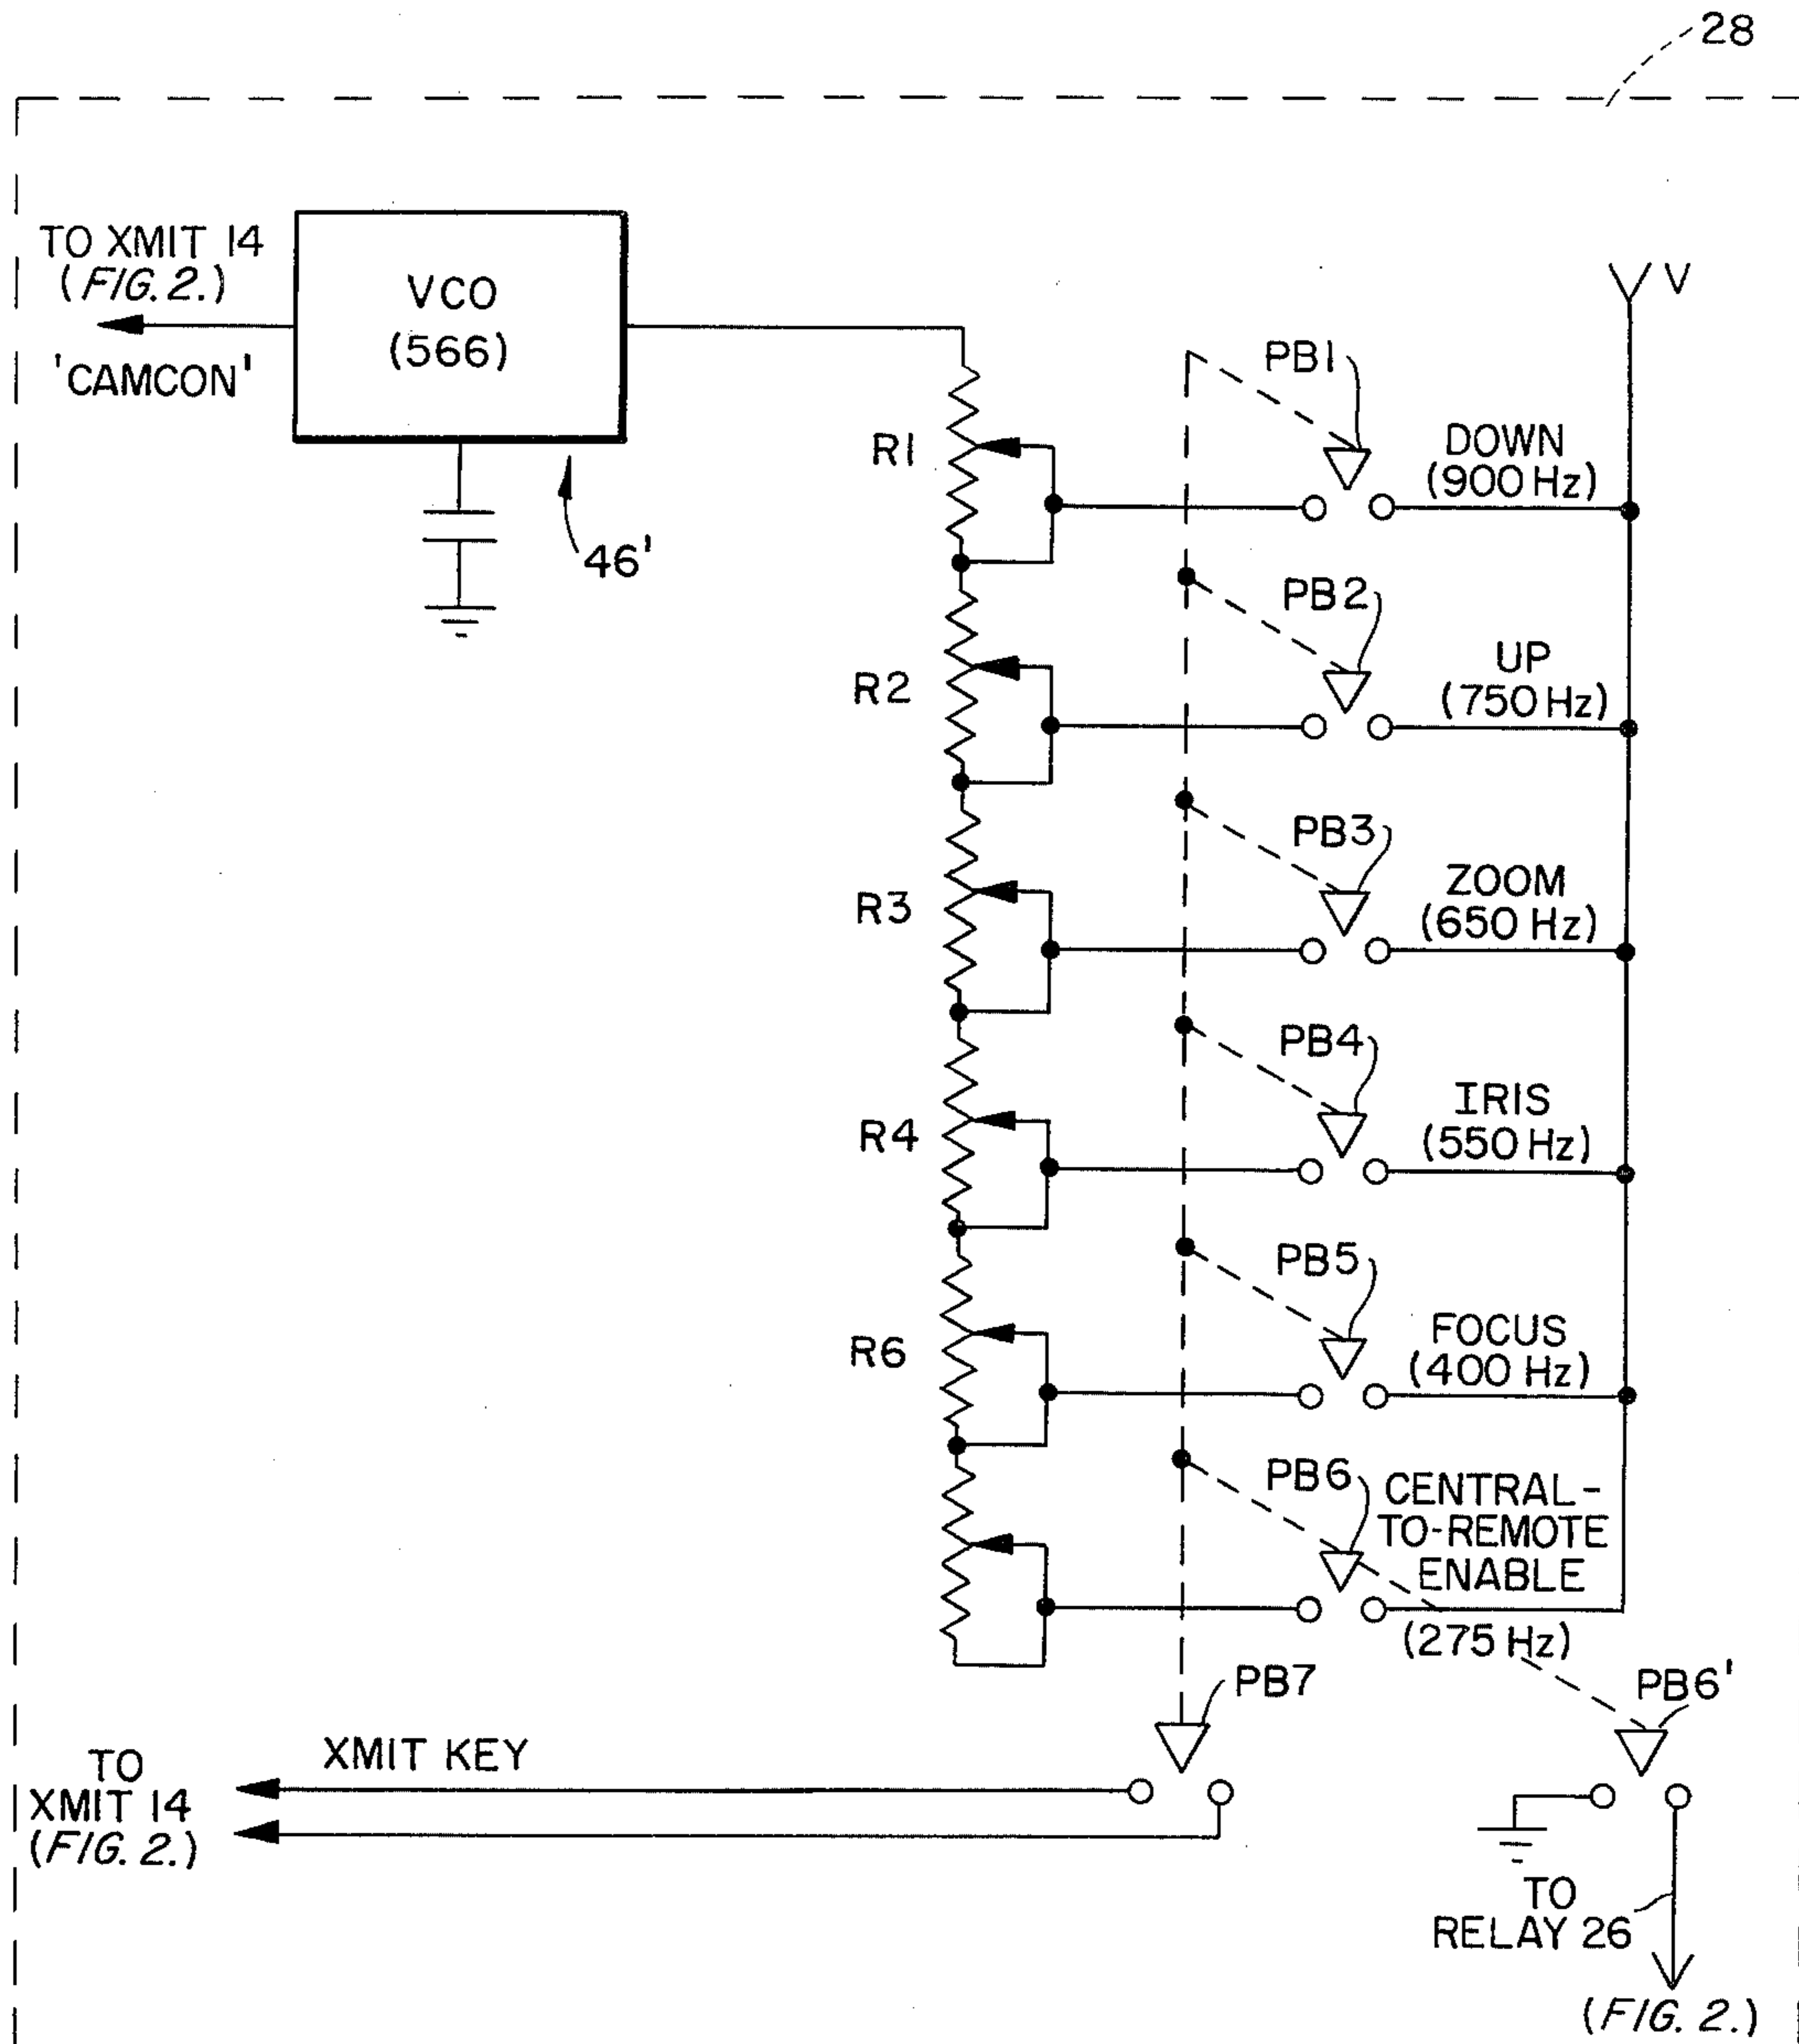 28
TO XMIT 14
(FIG. 2.)
'CAMCON'
VCO
(566)
46'
V
PB1
DOWN
(900 Hz)
R1
PB2
UP
(750 Hz)
R2
PB3
ZOOM
(650 Hz)
R3
PB4
IRIS
(550 Hz)
R4
PB5
FOCUS
(400 Hz)
R6
PB6
CENTRAL-
TO-REMOTE
ENABLE
(275 Hz)
PB7
PB6'
XMIT KEY
TO
XMIT 14
(FIG. 2.)
TO
RELAY 26
(FIG. 2.)